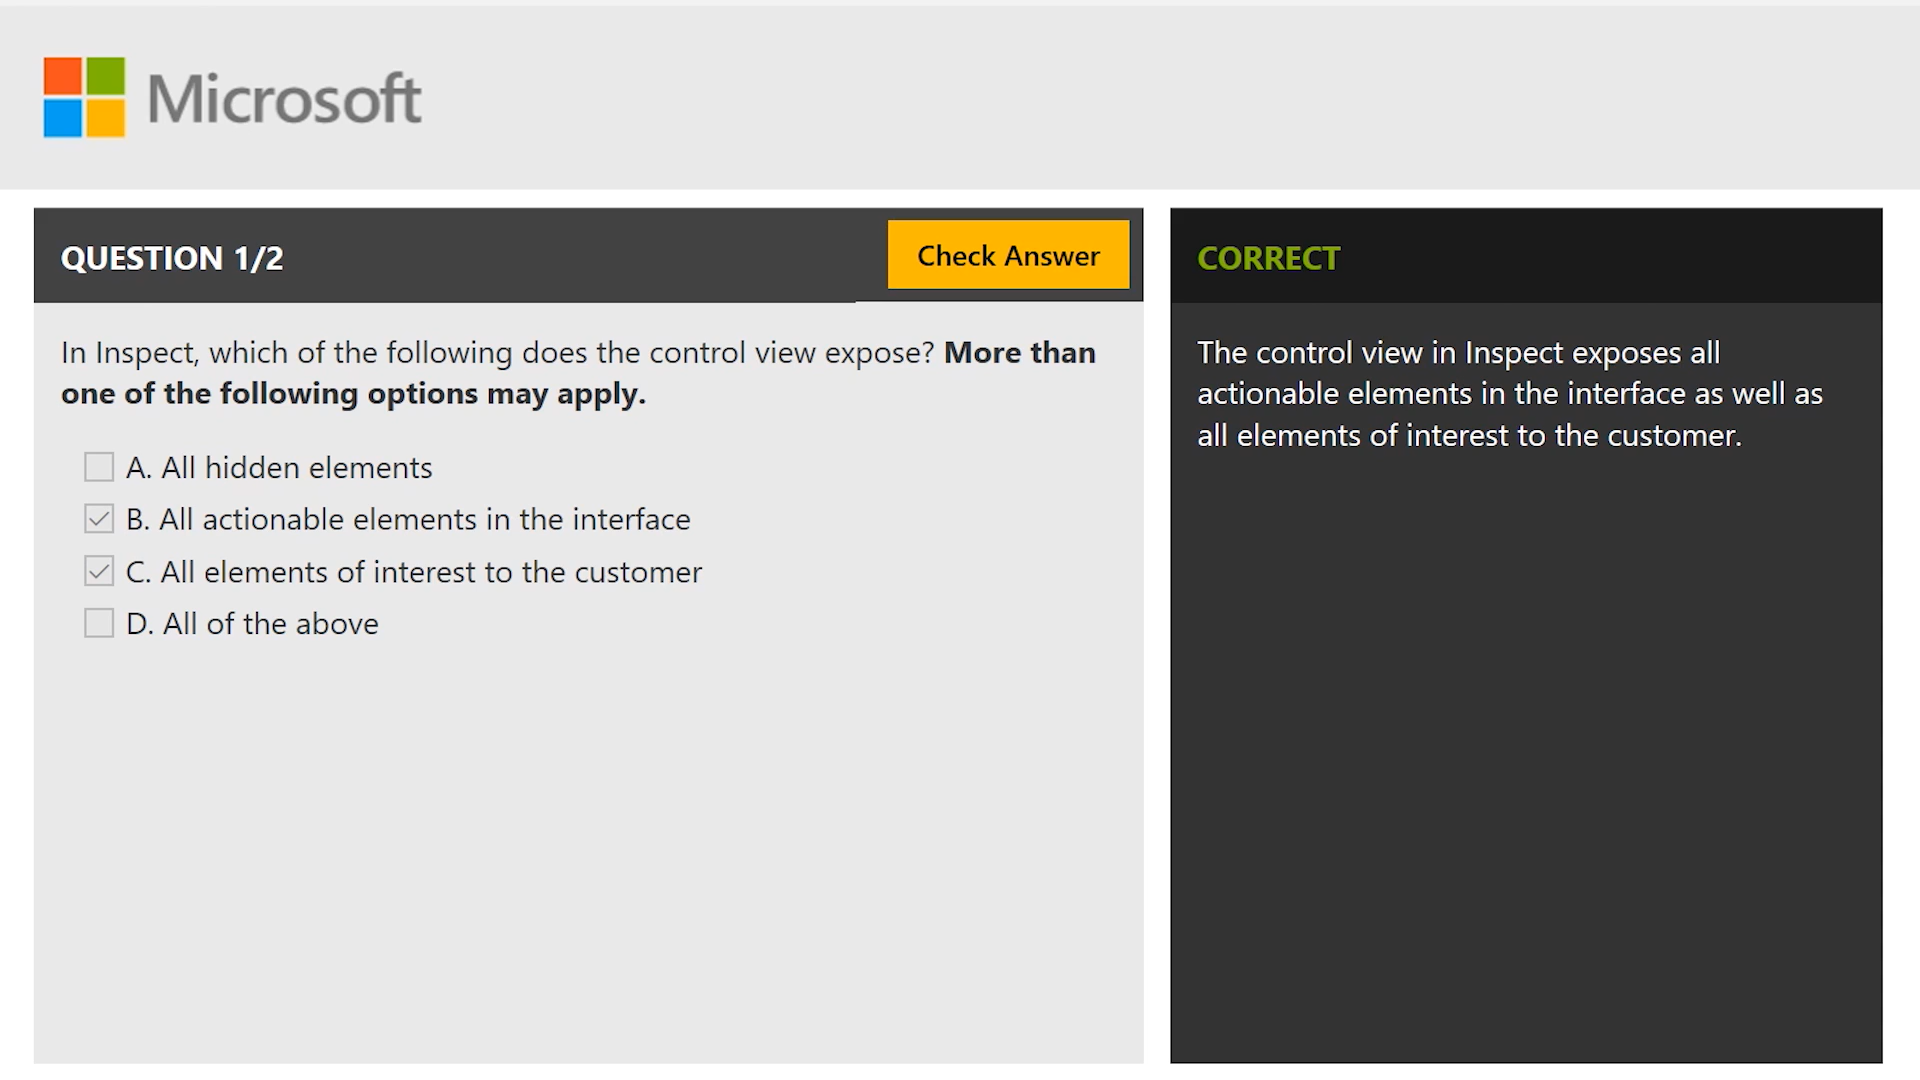 Microsoft
QUESTION 1/2
Check Answer
In Inspect, which of the following does the control view expose? More than
one of the following options may apply.
A. All hidden elements
B. All actionable elements in the interface
C. All elements of interest to the customer
D. All of the above
CORRECT
The control view in Inspect exposes all
actionable elements in the interface as well as
all elements of interest to the customer.